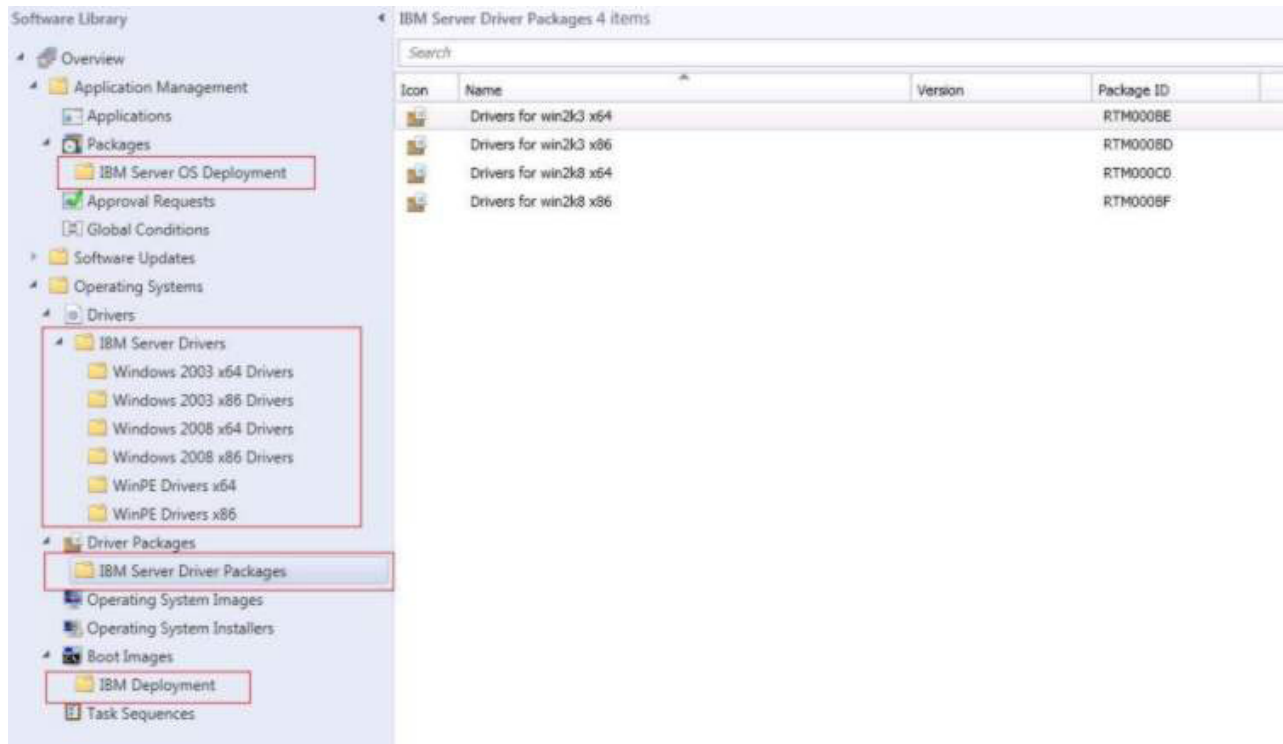 Software Library
Overview
Application Management
Applications
Packages
IBM Server OS Deployment
Approval Requests
Global Conditions
Software Updates
Operating Systems
Drivers
IBM Server Drivers
Windows 2003 x64 Drivers
Windows 2003 x86 Drivers
Windows 2008 x64 Drivers
Windows 2008 x86 Drivers
WinPE Drivers x64
WinPE Drivers x86
Driver Packages
IBM Server Driver Packages
Operating System Images
Operating System Installers
Boot Images
IBM Deployment
Task Sequences
IBM Server Driver Packages 4 items
Search
Icon Name Version Package ID
Drivers for win2k3 x64 RTM000BE
Drivers for win2k3 x86 RTM000BD
Drivers for win2k8 x64 RTM000C0
Drivers for win2k8 x86 RTM000BF